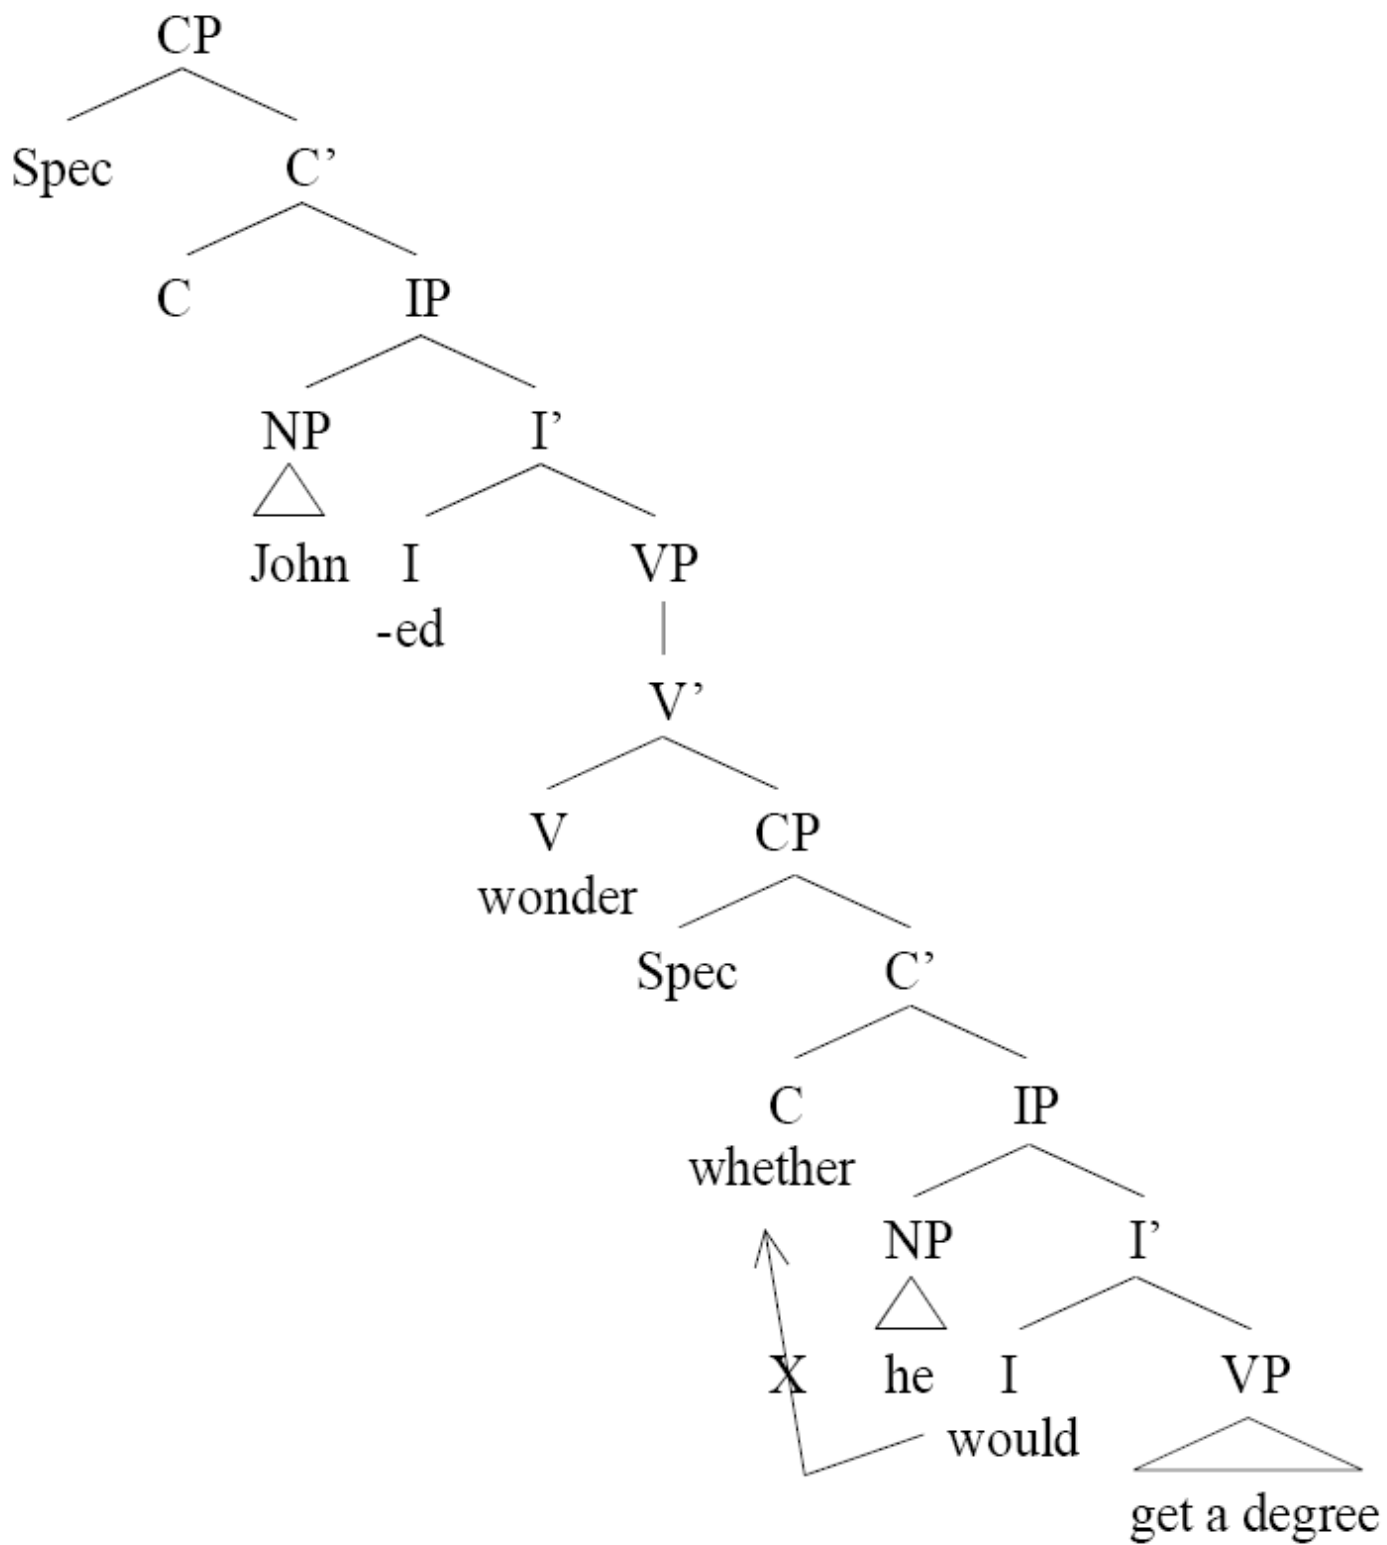 CP
Spec C’
C IP
NP I’
John I VP
-ed
V’
V CP
wonder
Spec C’
C IP
whether
NP I’
X he I VP
would
get a degree